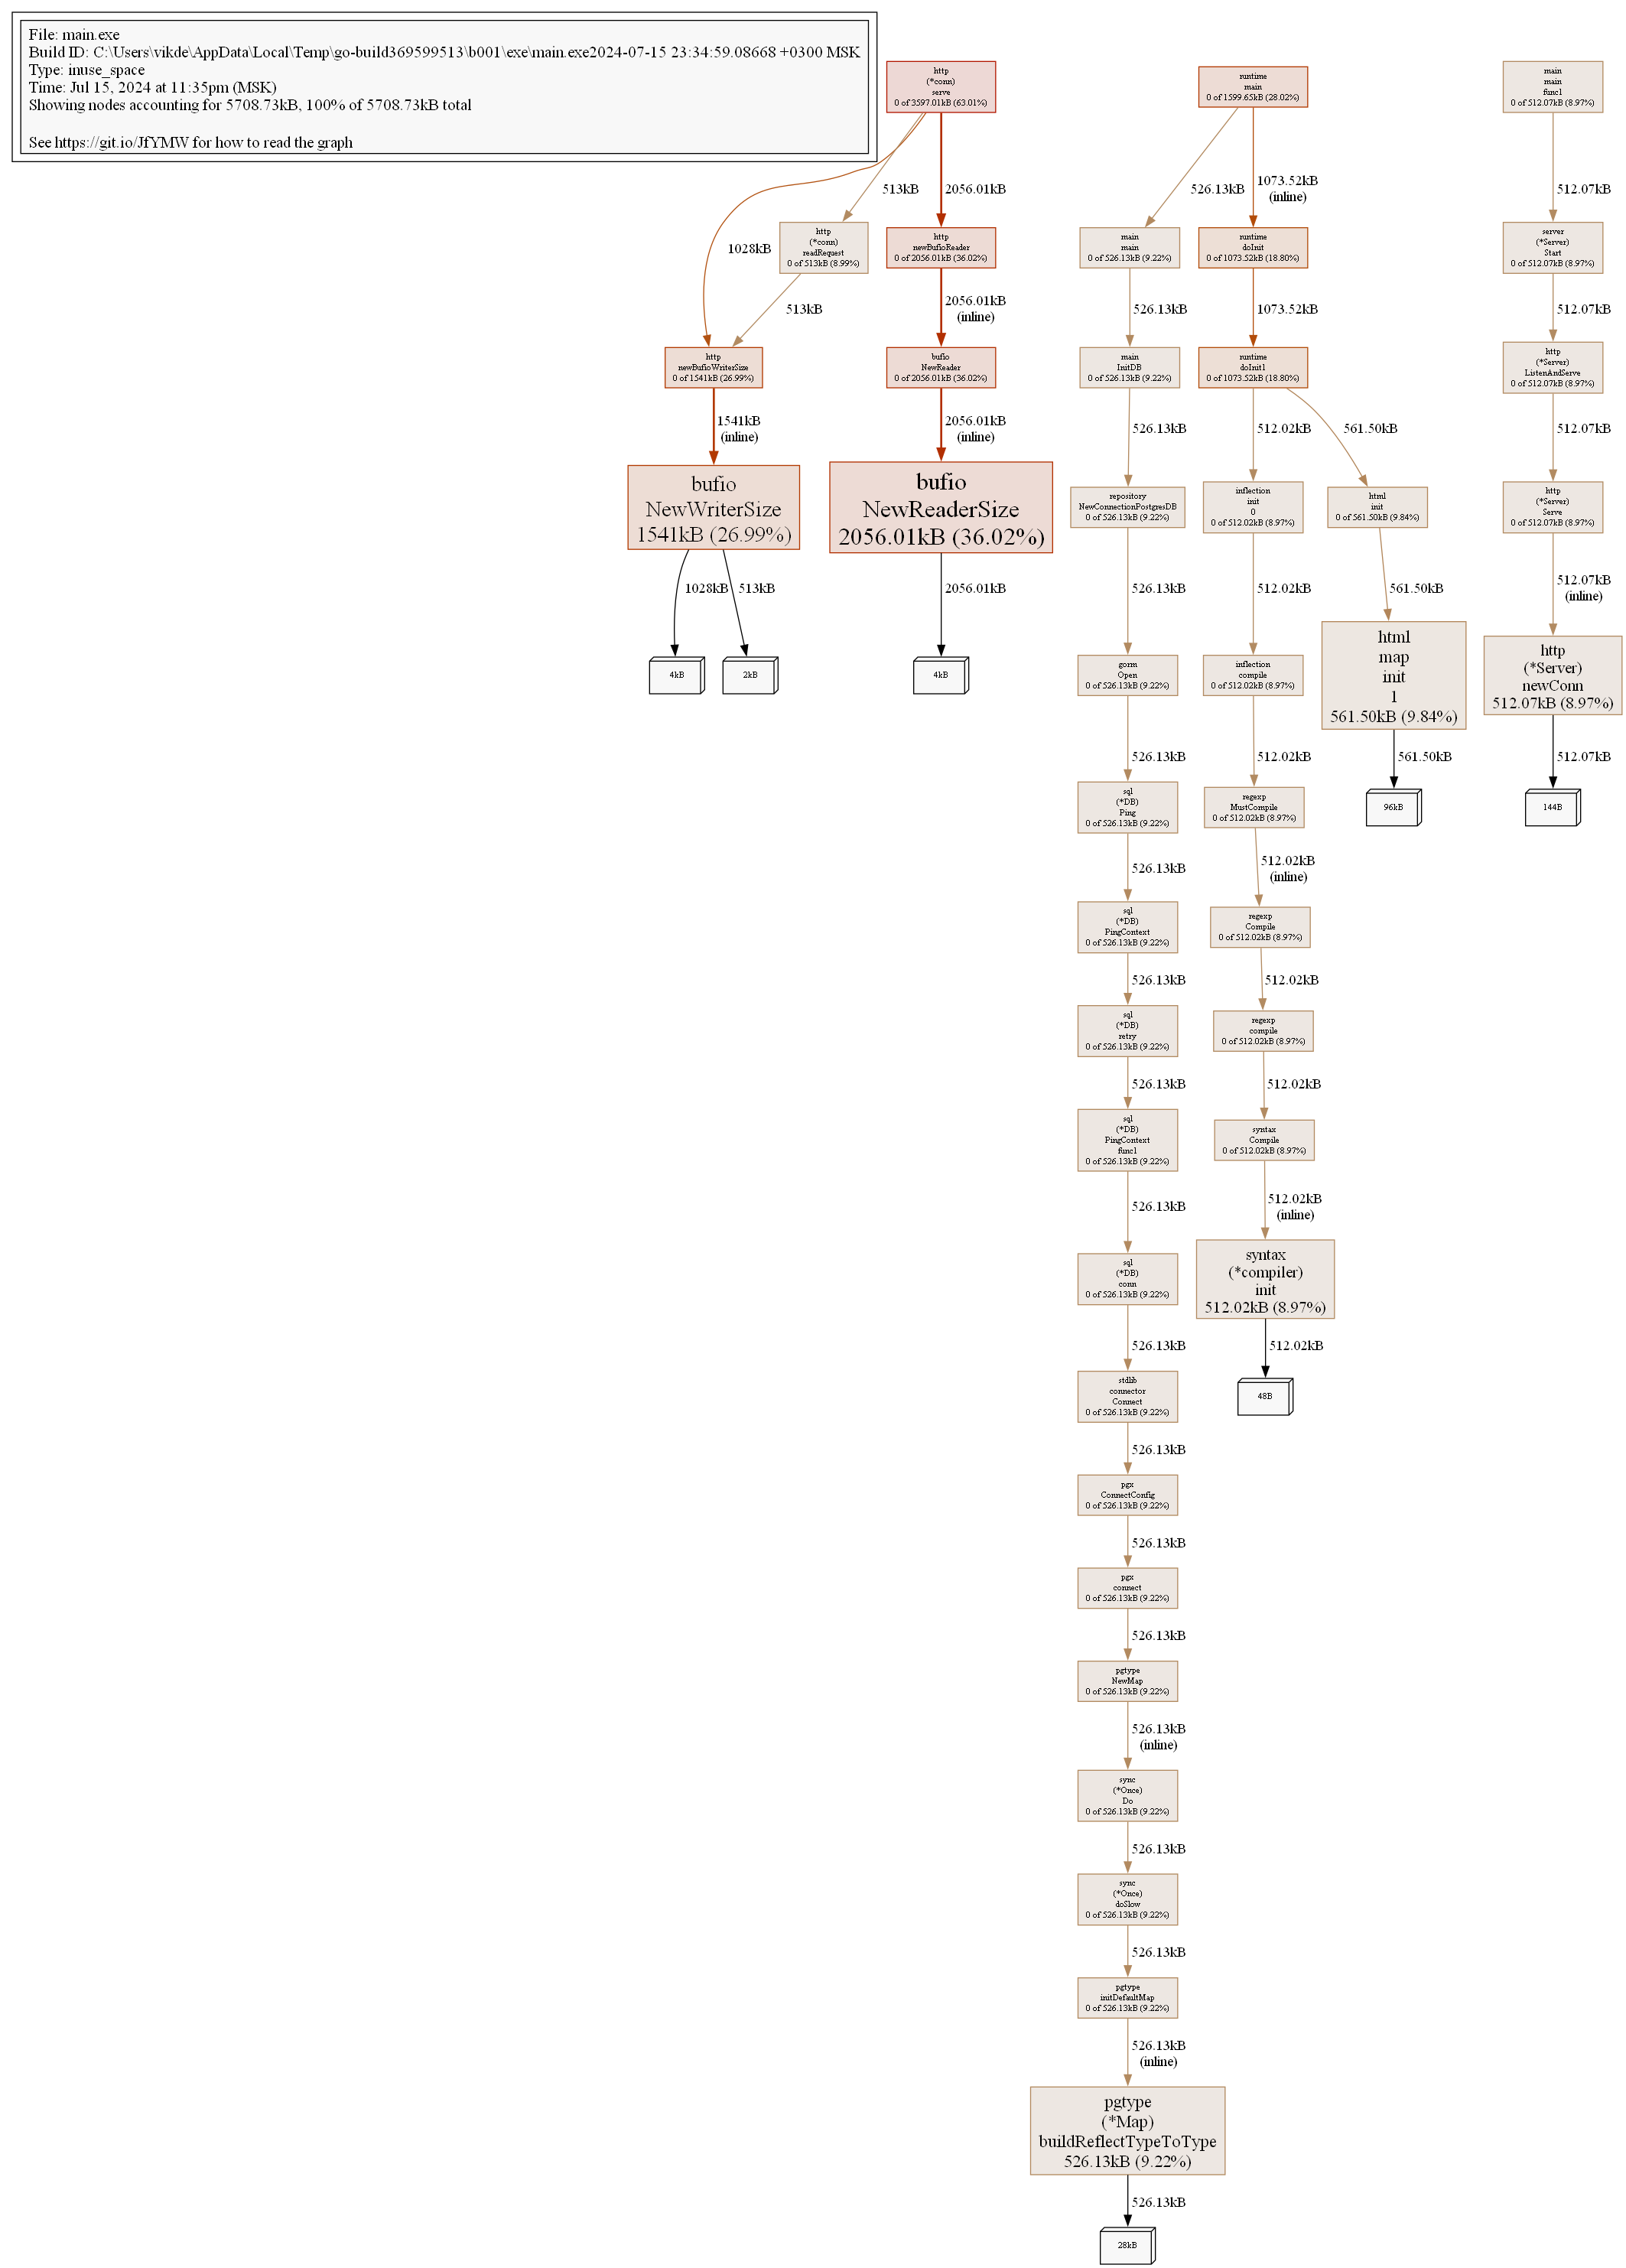 File: main.exe
Build ID: C:\Users\vikde\AppData\Local\Temp\go-build369599513\b001\exe\main.exe2024-07-15 23:34:59.08668 +0300 MSK
Type: inuse_space
Time: Jul 15, 2024 at 11:35pm (MSK)
Showing nodes accounting for 5708.73kB, 100% of 5708.73kB total
See https://git.io/JfYMW for how to read the graph
http
(*conn)
serve
0 of 3597.01kB (63.01%)
runtime
main
0 of 1599.65kB (28.02%)
main
main
func1
0 of 512.07kB (8.97%)
1028kB
513kB
2056.01kB
526.13kB
1073.52kB
(inline)
512.07kB
http
(*conn)
readRequest
0 of 513kB (8.99%)
http
newBufioReader
0 of 2056.01kB (36.02%)
main
main
0 of 526.13kB (9.22%)
runtime
doInit
0 of 1073.52kB (18.80%)
server
(*Server)
Start
0 of 512.07kB (8.97%)
513kB
2056.01kB
(inline)
526.13kB
1073.52kB
512.07kB
http
newBufioWriterSize
0 of 1541kB (26.99%)
bufio
NewReader
0 of 2056.01kB (36.02%)
main
InitDB
0 of 526.13kB (9.22%)
runtime
doInit1
0 of 1073.52kB (18.80%)
http
(*Server)
ListenAndServe
0 of 512.07kB (8.97%)
1541kB
(inline)
2056.01kB
(inline)
526.13kB
512.02kB
561.50kB
512.07kB
bufio
NewWriterSize
1541kB (26.99%)
bufio
NewReaderSize
2056.01kB (36.02%)
repository
NewConnectionPostgresDB
0 of 526.13kB (9.22%)
inflection
init
0
0 of 512.02kB (8.97%)
html
init
0 of 561.50kB (9.84%)
http
(*Server)
Serve
0 of 512.07kB (8.97%)
1028kB
513kB
2056.01kB
526.13kB
512.02kB
561.50kB
512.07kB
(inline)
4kB
2kB
4kB
gorm
Open
0 of 526.13kB (9.22%)
inflection
compile
0 of 512.02kB (8.97%)
html
map
init
1
561.50kB (9.84%)
http
(*Server)
newConn
512.07kB (8.97%)
526.13kB
512.02kB
561.50kB
512.07kB
sql
(*DB)
Ping
0 of 526.13kB (9.22%)
regexp
MustCompile
0 of 512.02kB (8.97%)
96kB
144B
526.13kB
512.02kB
(inline)
sql
(*DB)
PingContext
0 of 526.13kB (9.22%)
regexp
Compile
0 of 512.02kB (8.97%)
526.13kB
512.02kB
sql
(*DB)
retry
0 of 526.13kB (9.22%)
regexp
compile
0 of 512.02kB (8.97%)
526.13kB
512.02kB
sql
(*DB)
PingContext
func1
0 of 526.13kB (9.22%)
syntax
Compile
0 of 512.02kB (8.97%)
526.13kB
512.02kB
(inline)
sql
(*DB)
conn
0 of 526.13kB (9.22%)
syntax
(*compiler)
init
512.02kB (8.97%)
526.13kB
512.02kB
stdlib
connector
Connect
0 of 526.13kB (9.22%)
48B
526.13kB
pgx
ConnectConfig
0 of 526.13kB (9.22%)
526.13kB
pgx
connect
0 of 526.13kB (9.22%)
526.13kB
pgtype
NewMap
0 of 526.13kB (9.22%)
526.13kB
(inline)
sync
(*Once)
Do
0 of 526.13kB (9.22%)
526.13kB
sync
(*Once)
doSlow
0 of 526.13kB (9.22%)
526.13kB
pgtype
initDefaultMap
0 of 526.13kB (9.22%)
526.13kB
(inline)
pgtype
(*Map)
buildReflectTypeToType
526.13kB (9.22%)
526.13kB
28kB